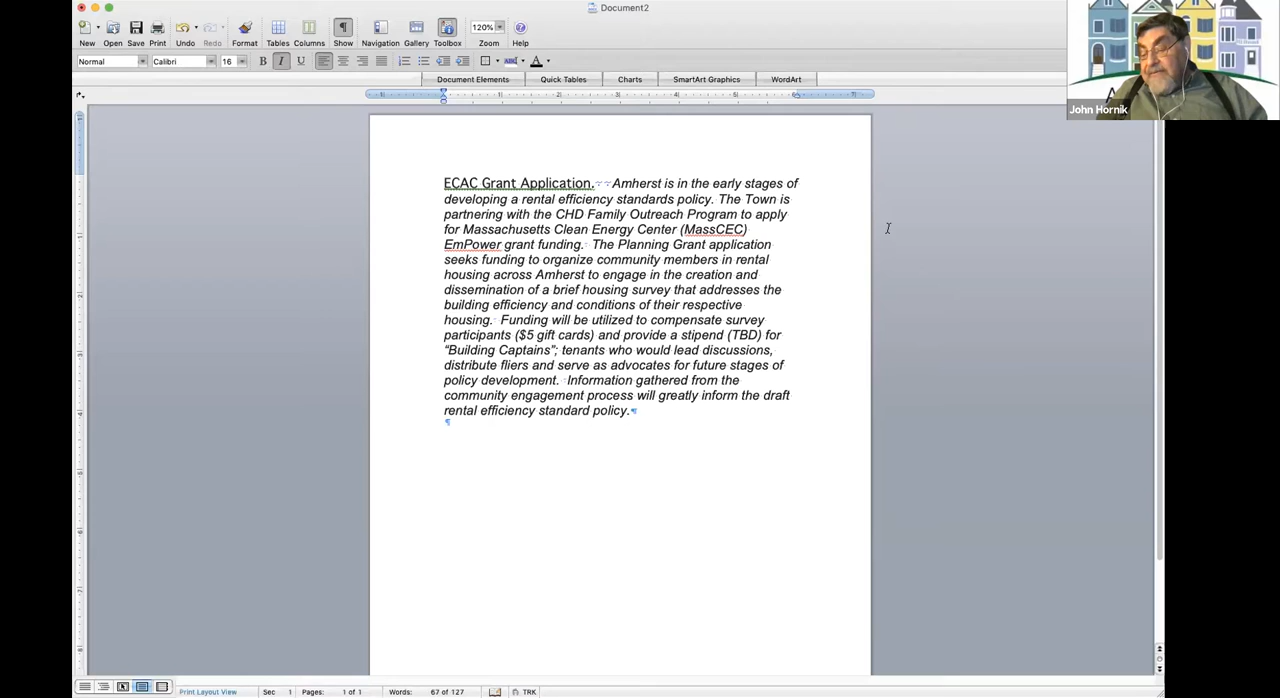 Document2
New Open Save Print Undo Redo Format Tables Columns Show Navigation Gallery Toolbox Zoom Help
120%
Normal Calibri 16 B I U A
Document Elements Quick Tables Charts SmartArt Graphics WordArt
John Hornik
ECAC Grant Application. Amherst is in the early stages of
developing a rental efficiency standards policy. The Town is
partnering with the CHD Family Outreach Program to apply
for Massachusetts Clean Energy Center (MassCEC)
EmPower grant funding. The Planning Grant application
seeks funding to organize community members in rental
housing across Amherst to engage in the creation and
dissemination of a brief housing survey that addresses the
building efficiency and conditions of their respective
housing. Funding will be utilized to compensate survey
participants ($5 gift cards) and provide a stipend (TBD) for
“Building Captains”; tenants who would lead discussions,
distribute fliers and serve as advocates for future stages of
policy development. Information gathered from the
community engagement process will greatly inform the draft
rental efficiency standard policy.¶
¶
Print Layout View Sec 1 Pages: 1 of 1 Words: 67 of 127 TRK